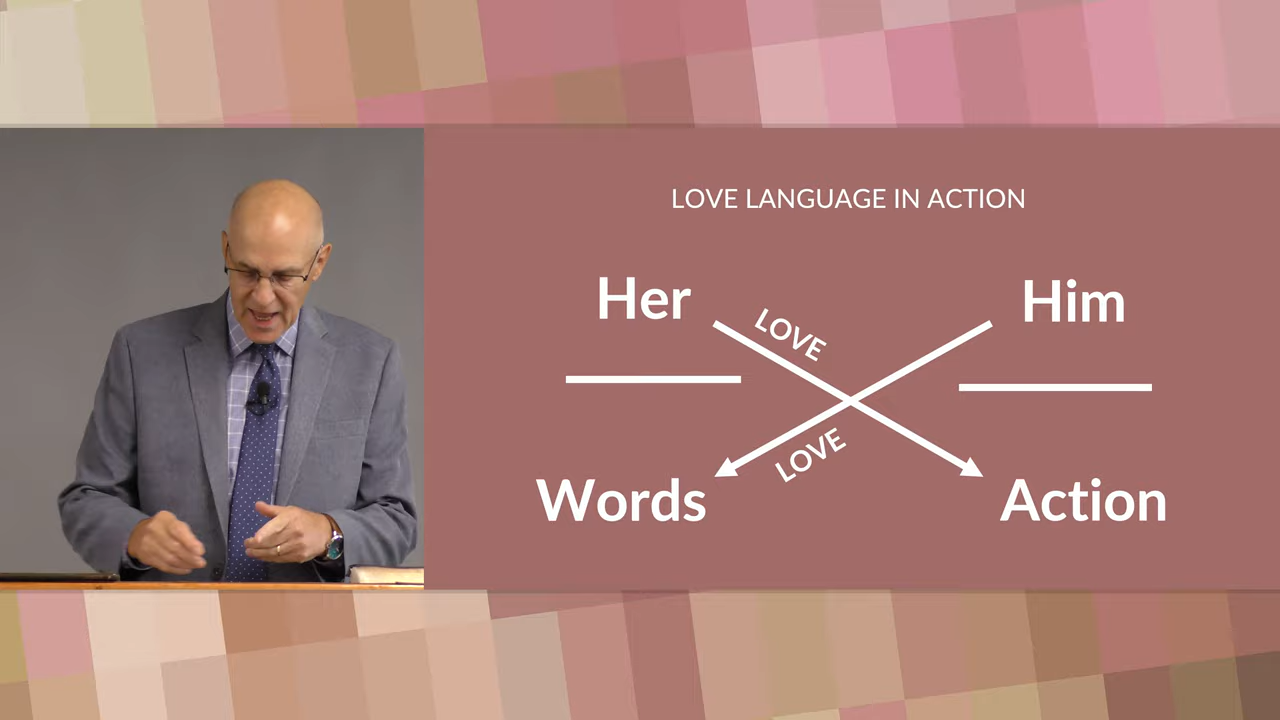 LOVE LANGUAGE IN ACTION
Her
Him
LOVE
LOVE
Words
Action